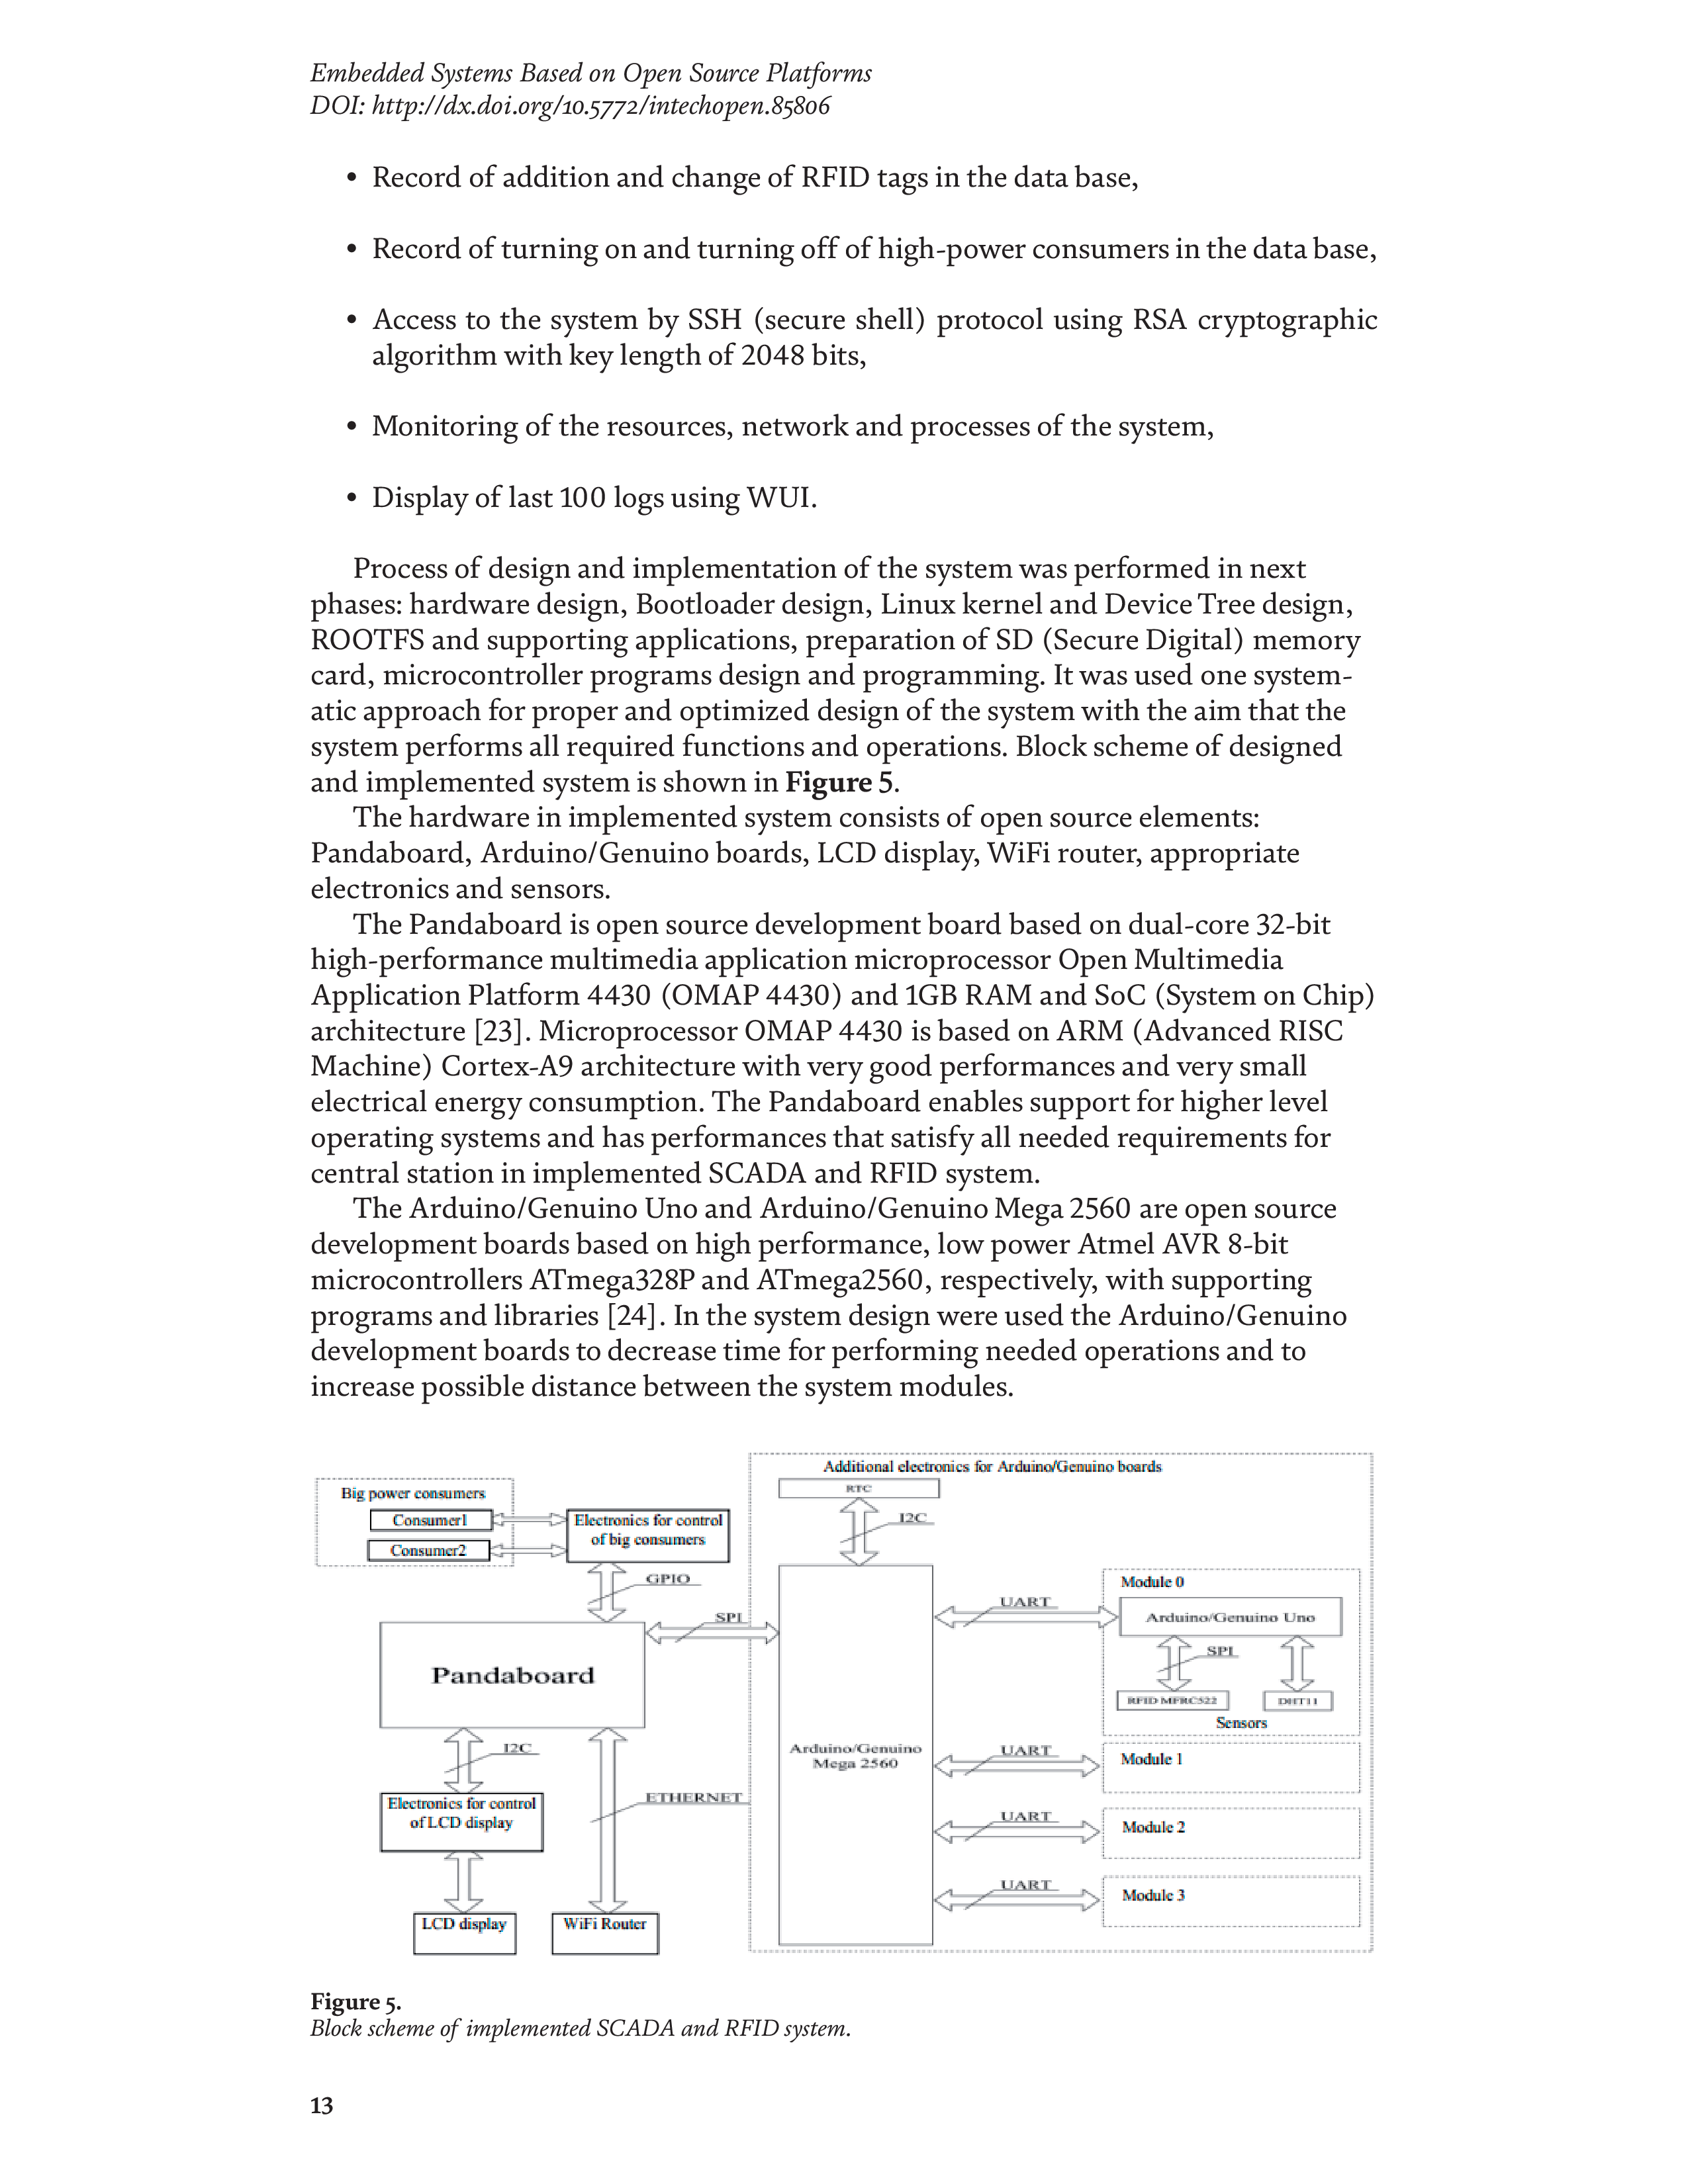 Embedded Systems Based on Open Source Platforms
DOI: http://dx.doi.org/10.5772/intechopen.85806
• Record of addition and change of RFID tags in the data base,
• Record of turning on and turning off of high-power consumers in the data base,
• Access to the system by SSH (secure shell) protocol using RSA cryptographic
algorithm with key length of 2048 bits,
• Monitoring of the resources, network and processes of the system,
• Display of last 100 logs using WUI.
Process of design and implementation of the system was performed in next
phases: hardware design, Bootloader design, Linux kernel and Device Tree design,
ROOTFS and supporting applications, preparation of SD (Secure Digital) memory
card, microcontroller programs design and programming. It was used one system-
atic approach for proper and optimized design of the system with the aim that the
system performs all required functions and operations. Block scheme of designed
and implemented system is shown in Figure 5.
The hardware in implemented system consists of open source elements:
Pandaboard, Arduino/Genuino boards, LCD display, WiFi router, appropriate
electronics and sensors.
The Pandaboard is open source development board based on dual-core 32-bit
high-performance multimedia application microprocessor Open Multimedia
Application Platform 4430 (OMAP 4430) and 1GB RAM and SoC (System on Chip)
architecture [23]. Microprocessor OMAP 4430 is based on ARM (Advanced RISC
Machine) Cortex-A9 architecture with very good performances and very small
electrical energy consumption. The Pandaboard enables support for higher level
operating systems and has performances that satisfy all needed requirements for
central station in implemented SCADA and RFID system.
The Arduino/Genuino Uno and Arduino/Genuino Mega 2560 are open source
development boards based on high performance, low power Atmel AVR 8-bit
microcontrollers ATmega328P and ATmega2560, respectively, with supporting
programs and libraries [24]. In the system design were used the Arduino/Genuino
development boards to decrease time for performing needed operations and to
increase possible distance between the system modules.
Additional electronics for Arduino/Genuino boards
RTC
I2C
Big power consumers
Consumer1
Consumer2
Electronics for control
of big consumers
GPIO
SPI
Pandaboard
I2C
Electronics for control
of LCD display
ETHERNET
LCD display
WiFi Router
Arduino/Genuino
Mega 2560
UART
Module 0
Arduino/Genuino Uno
SPI
RFID MFRC522
DHT11
Sensors
UART
Module 1
UART
Module 2
UART
Module 3
Figure 5.
Block scheme of implemented SCADA and RFID system.
13